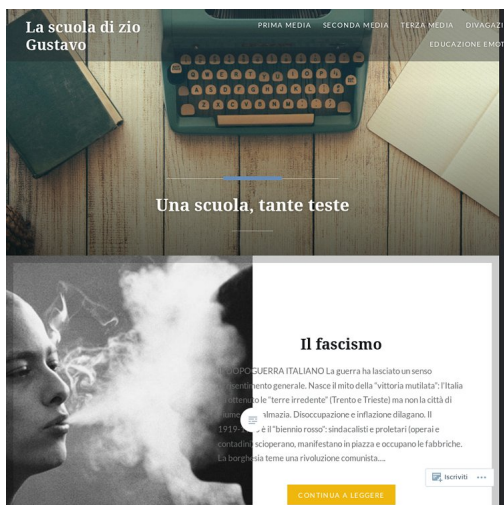 La scuola di zio
Gustavo
PRIMA MEDIA SECONDA MEDIA TERZA MEDIA DIVAGAZI
EDUCAZIONE EMOT
Q W E R T Y U I O P
A S D F G H J K L
Z X C V B N M
Una scuola, tante teste
Il fascismo
DOPOGUERRA ITALIANO La guerra ha lasciato un senso
generale. Nasce il mito della “vittoria mutilata”: l’Italia
le “terre irredente” (Trento e Trieste) ma non la città di
Disoccupazione e inflazione dilagano. Il
è il “biennio rosso”: sindacalisti e proletari (operai e
contadini) scioperano, manifestano in piazza e occupano le fabbriche.
La borghesia teme una rivoluzione comunista....
Iscriviti
CONTINUA A LEGGERE